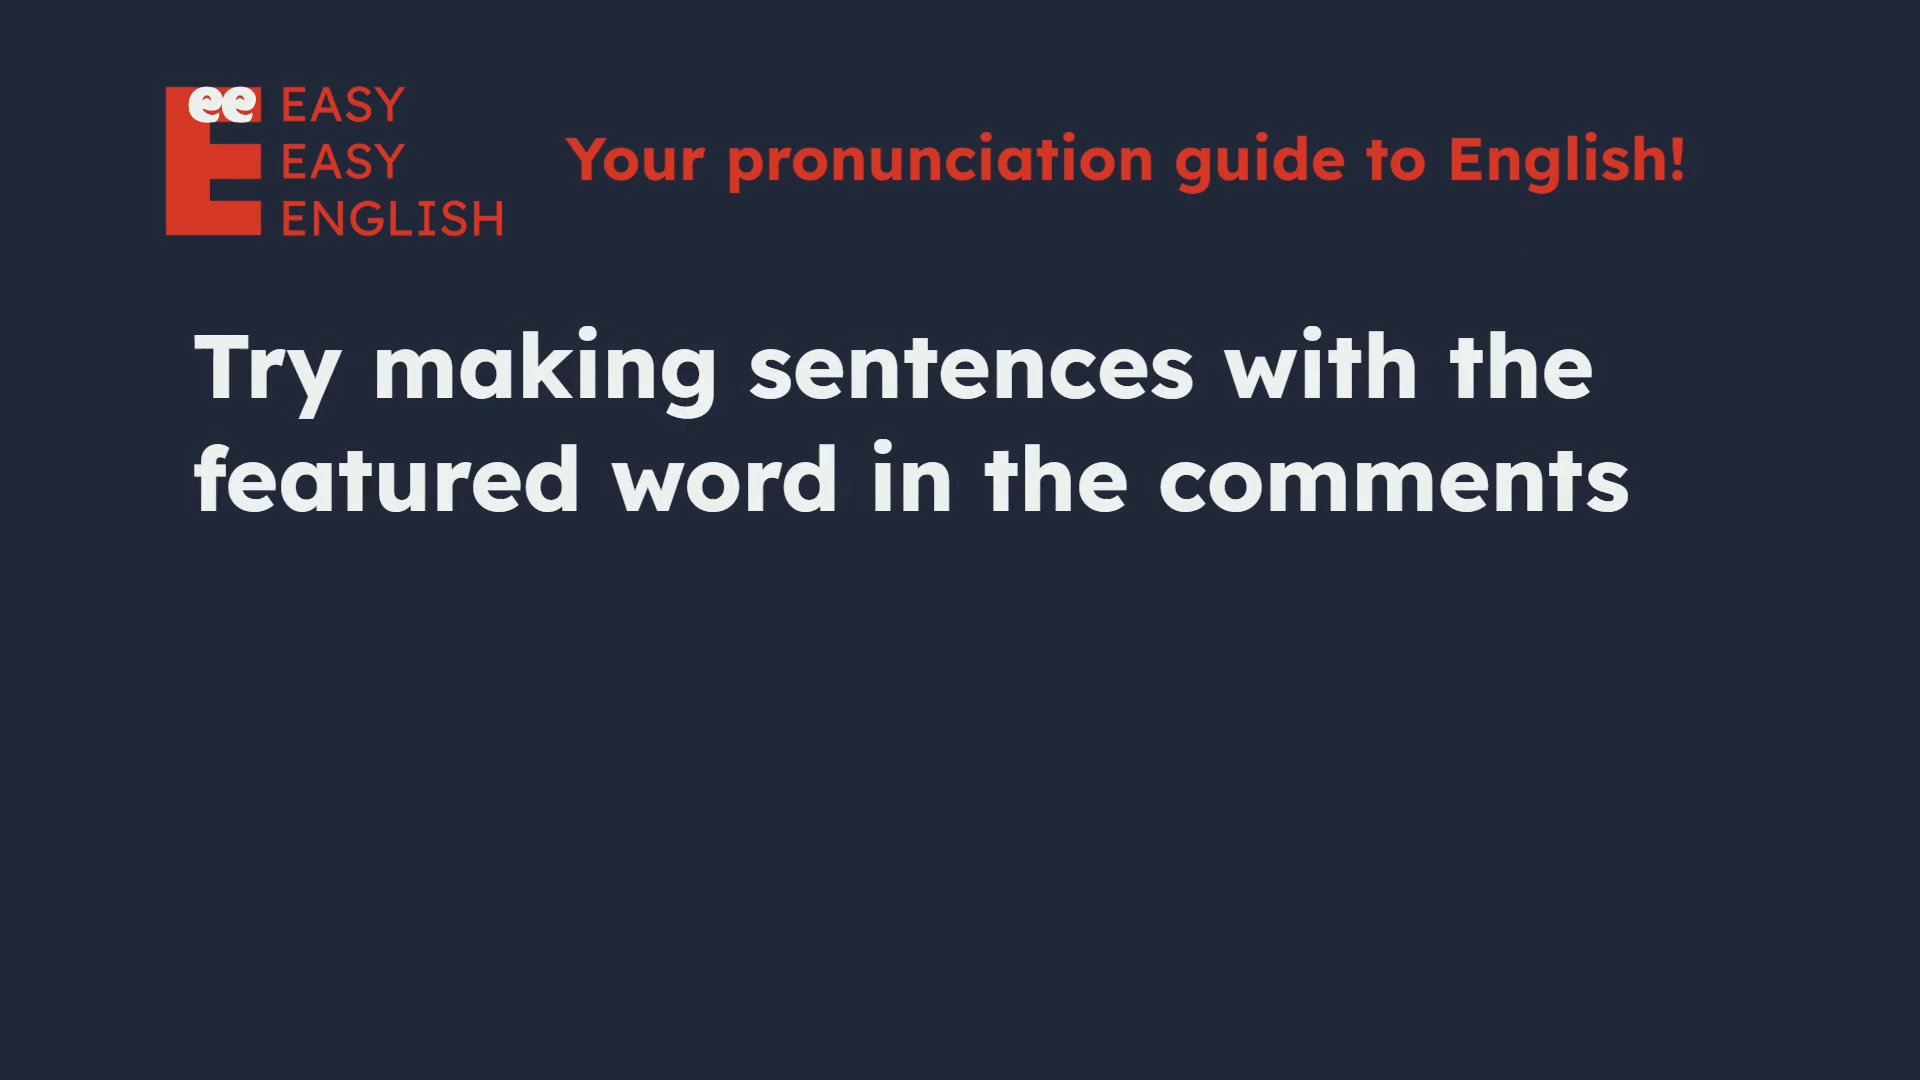 ee
EASY
EASY
ENGLISH
Your pronunciation guide to English!
Try making sentences with the
featured word in the comments